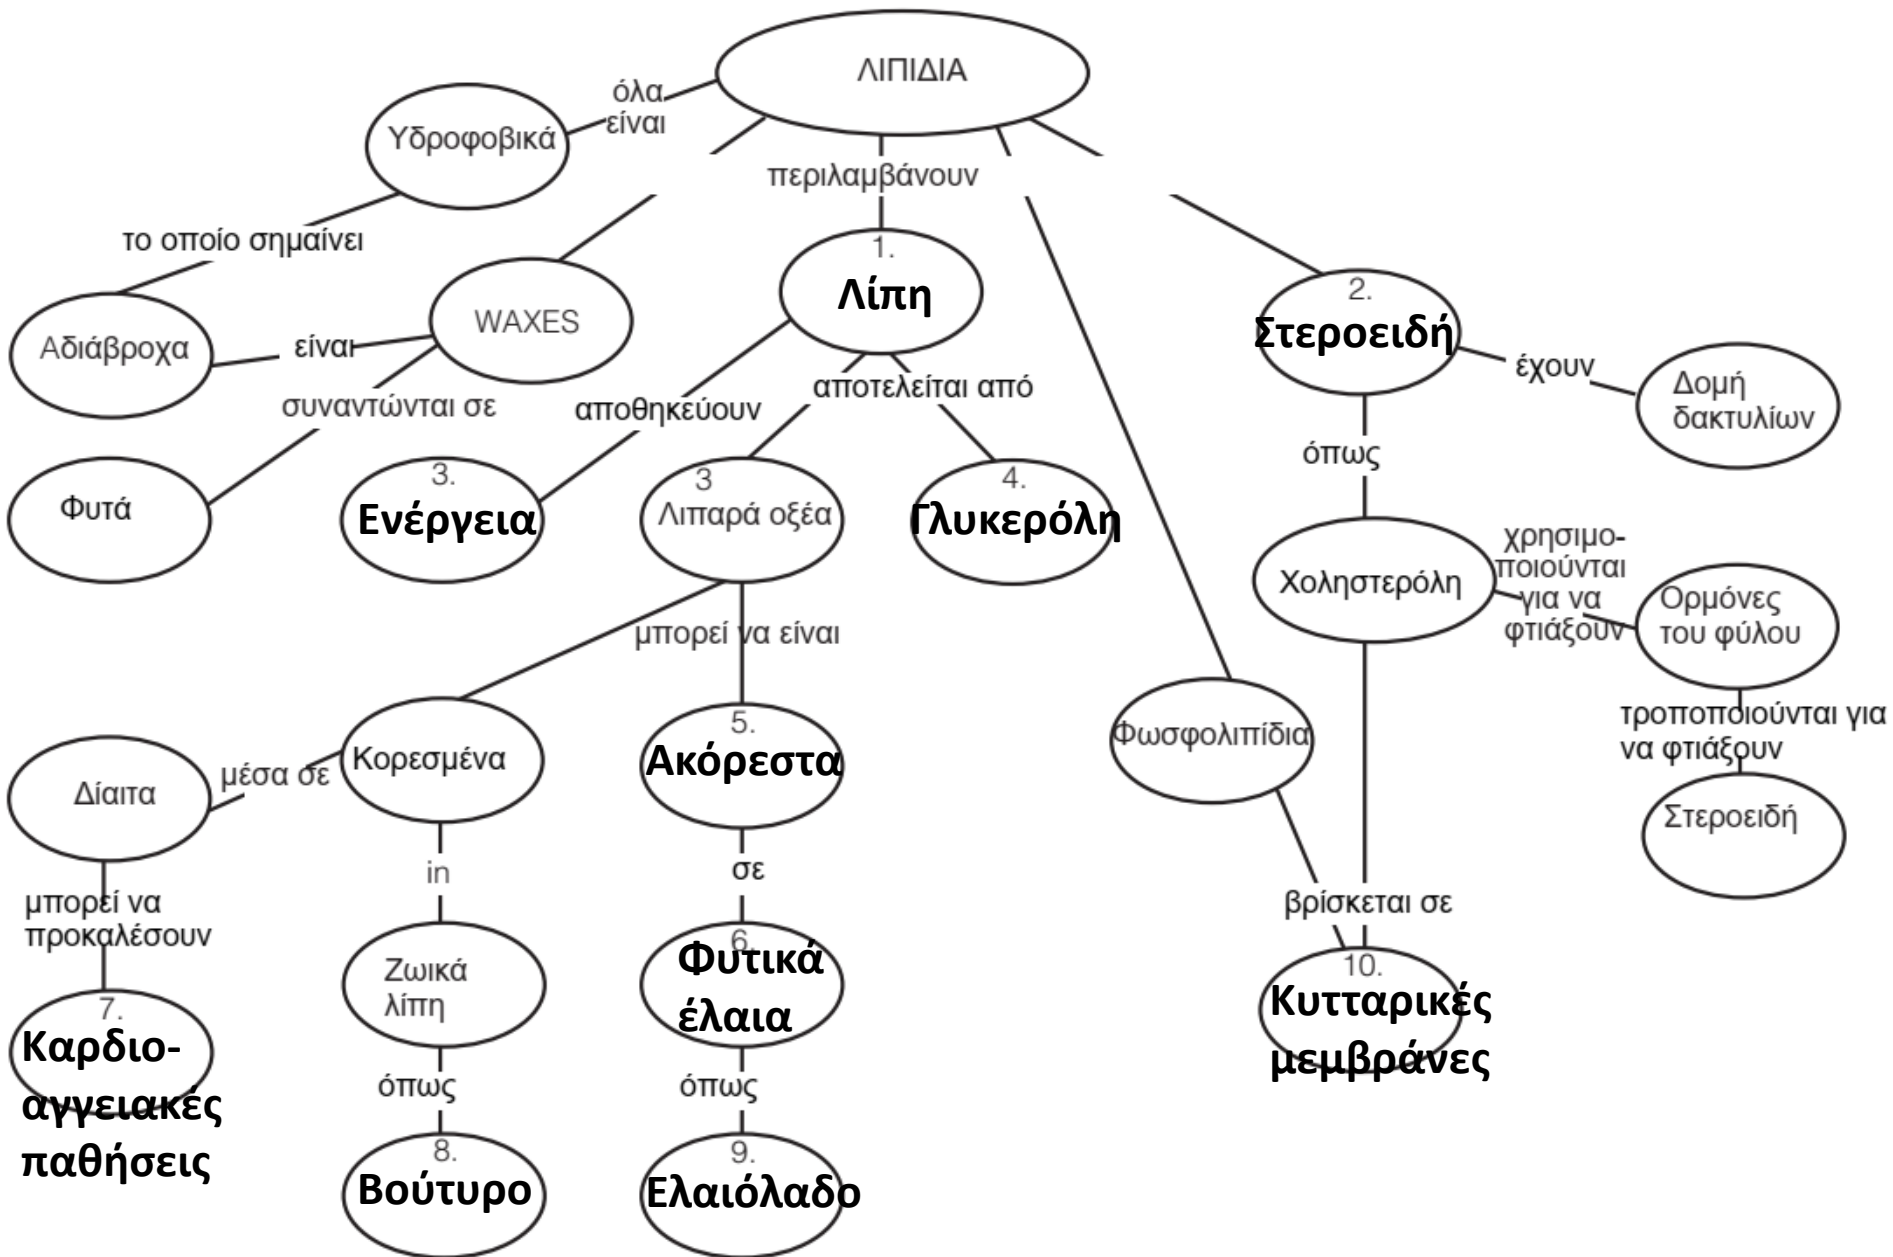 ΛΙΠΙΔΙΑ
όλα
είναι
Υδροφοβικά
περιλαμβάνουν
το οποίο σημαίνει
1.
Λίπη
2.
Στεροειδή
WAXES
Αδιάβροχα
είναι
έχουν
Δομή
δακτυλίων
συναντώνται σε
αποθηκεύουν
αποτελείται από
όπως
Φυτά
3.
Ενέργεια
3
Λιπαρά οξέα
4.
Γλυκερόλη
Χοληστερόλη
χρησιμο-
ποιούνται
για να
φτιάξουν
Ορμόνες
του φύλου
μπορεί να είναι
τροποποιούνται για
να φτιάξουν
Στεροειδή
Δίαιτα
μέσα σε
Κορεσμένα
5.
Ακόρεστα
Φωσφολιπίδια
in
σε
βρίσκεται σε
μπορεί να
προκαλέσουν
Ζωικά
λίπη
6.
Φυτικά
έλαια
10.
Κυτταρικές
μεμβράνες
7.
Καρδιο-
αγγειακές
παθήσεις
όπως
όπως
8.
Βούτυρο
9.
Ελαιόλαδο